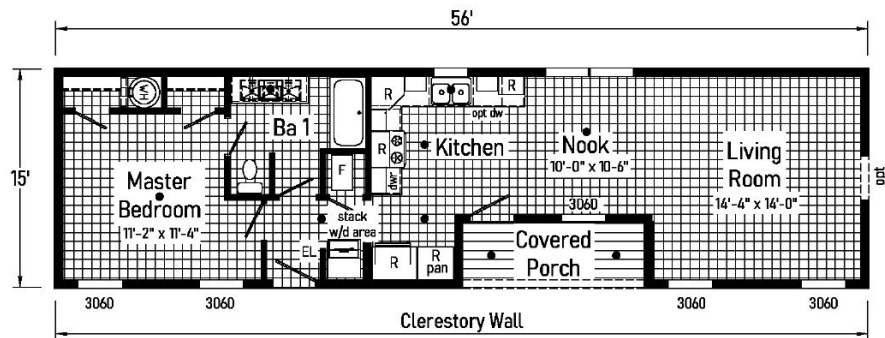 56'
15'
WH
R
R
opt dw
Ba 1
Kitchen
Nook
10'-0" x 10'-6"
Living
Room
14'-4" x 14'-0"
opt
R
F
dwr
Master
Bedroom
11'-2" x 11'-4"
stack
w/d area
3060
Covered
Porch
EL
R
R
pan
3060
3060
3060
3060
Clerestory Wall